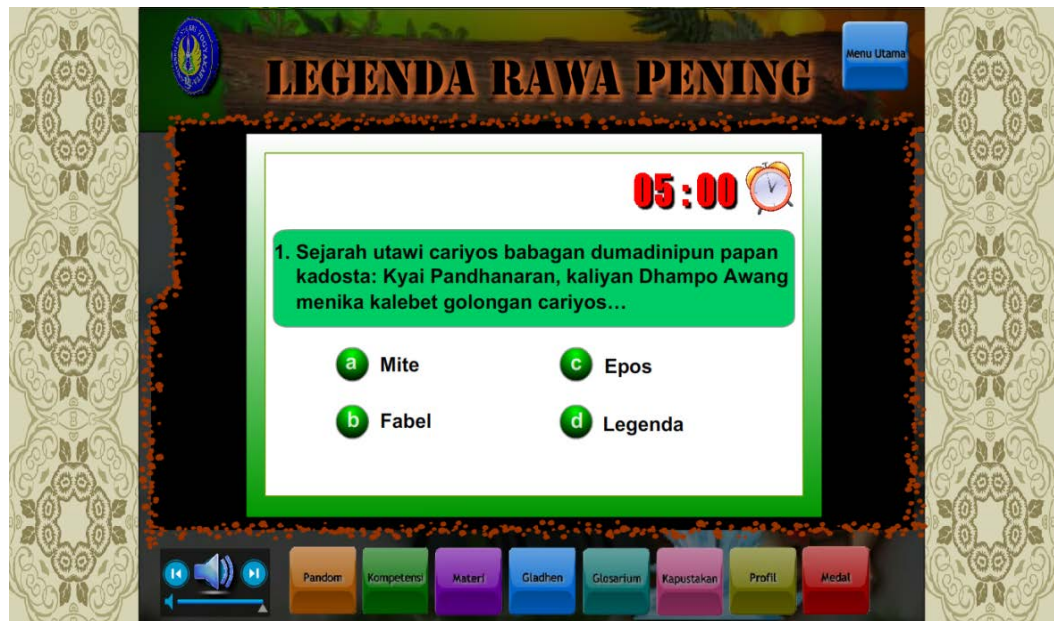 LEGENDA RAWA PENING
Menu Utama
05 : 00
1. Sejarah utawi cariyos babagan dumadinipun papan
kadosta: Kyai Pandhanaran, kaliyan Dhampo Awang
menika kalebet golongan cariyos...
a Mite
c Epos
b Fabel
d Legenda
Pandom
Kompetensi
Materi
Gladhen
Glosarium
Kapustakan
Profil
Medal